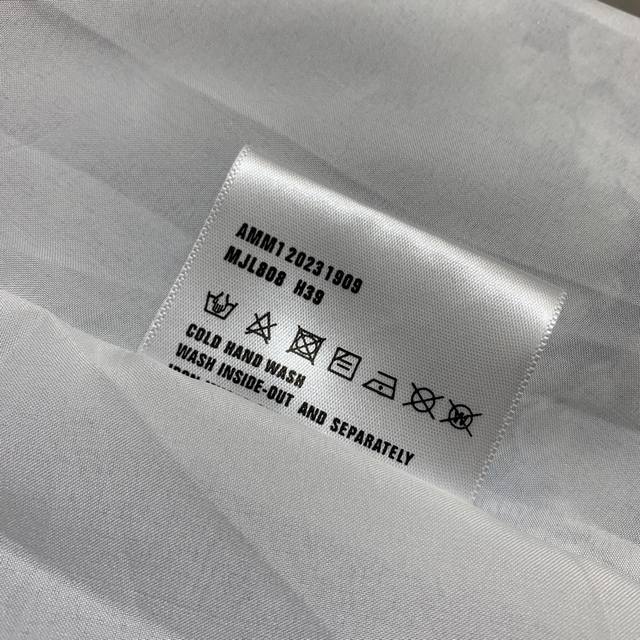 AMM120231909
MJL808 H39
COLD HAND WASH
WASH INSIDE-OUT AND SEPARATELY